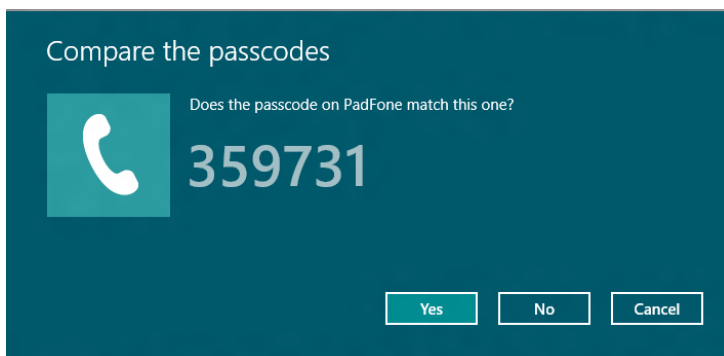 Compare the passcodes
Does the passcode on PadFone match this one?
359731
Yes No Cancel